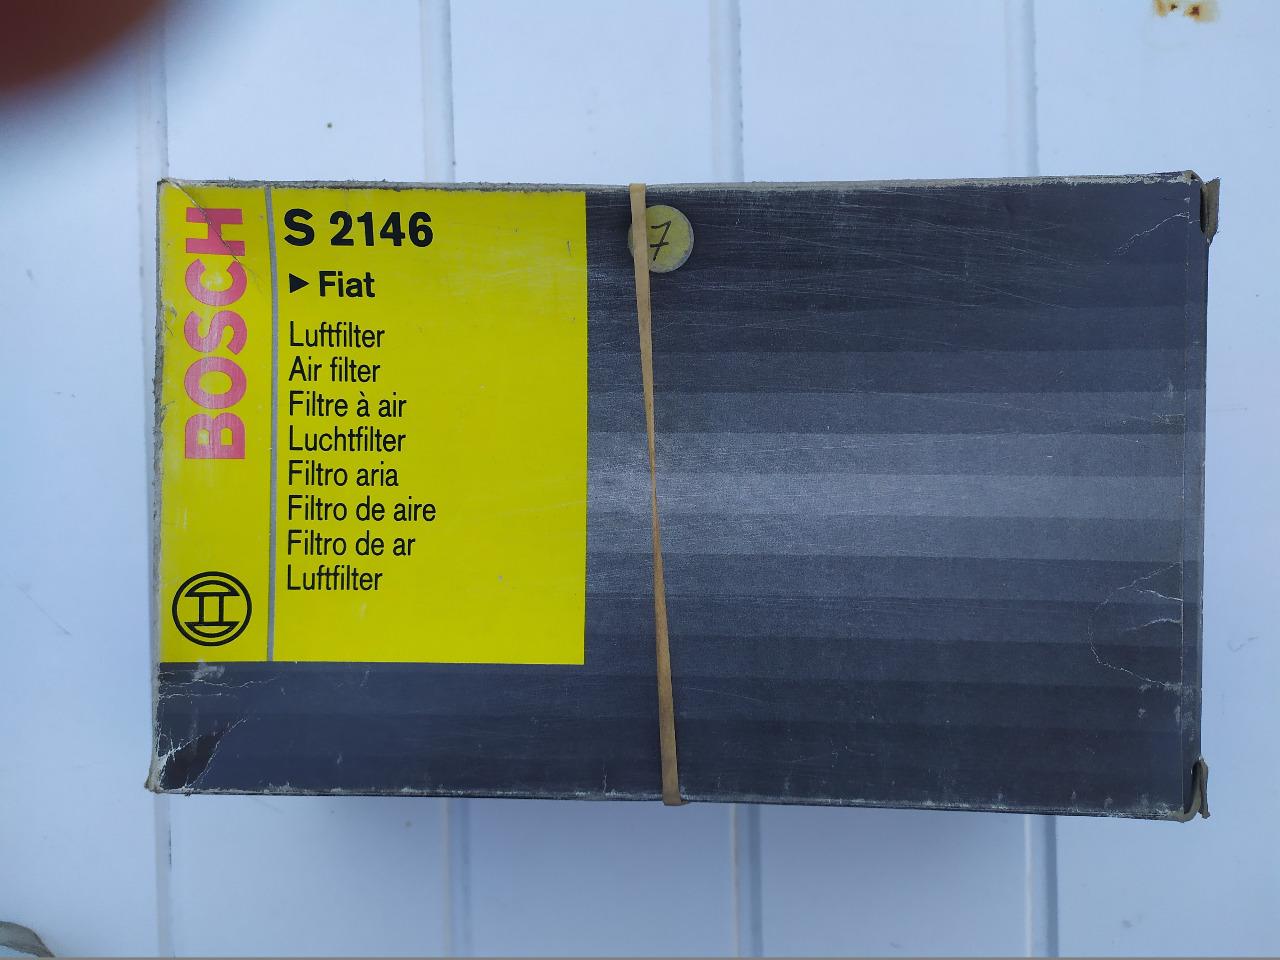 BOSCH
S 2146
► Fiat
Luftfilter
Air filter
Filtre à air
Luchtfilter
Filtro aria
Filtro de aire
Filtro de ar
Luftfilter
7